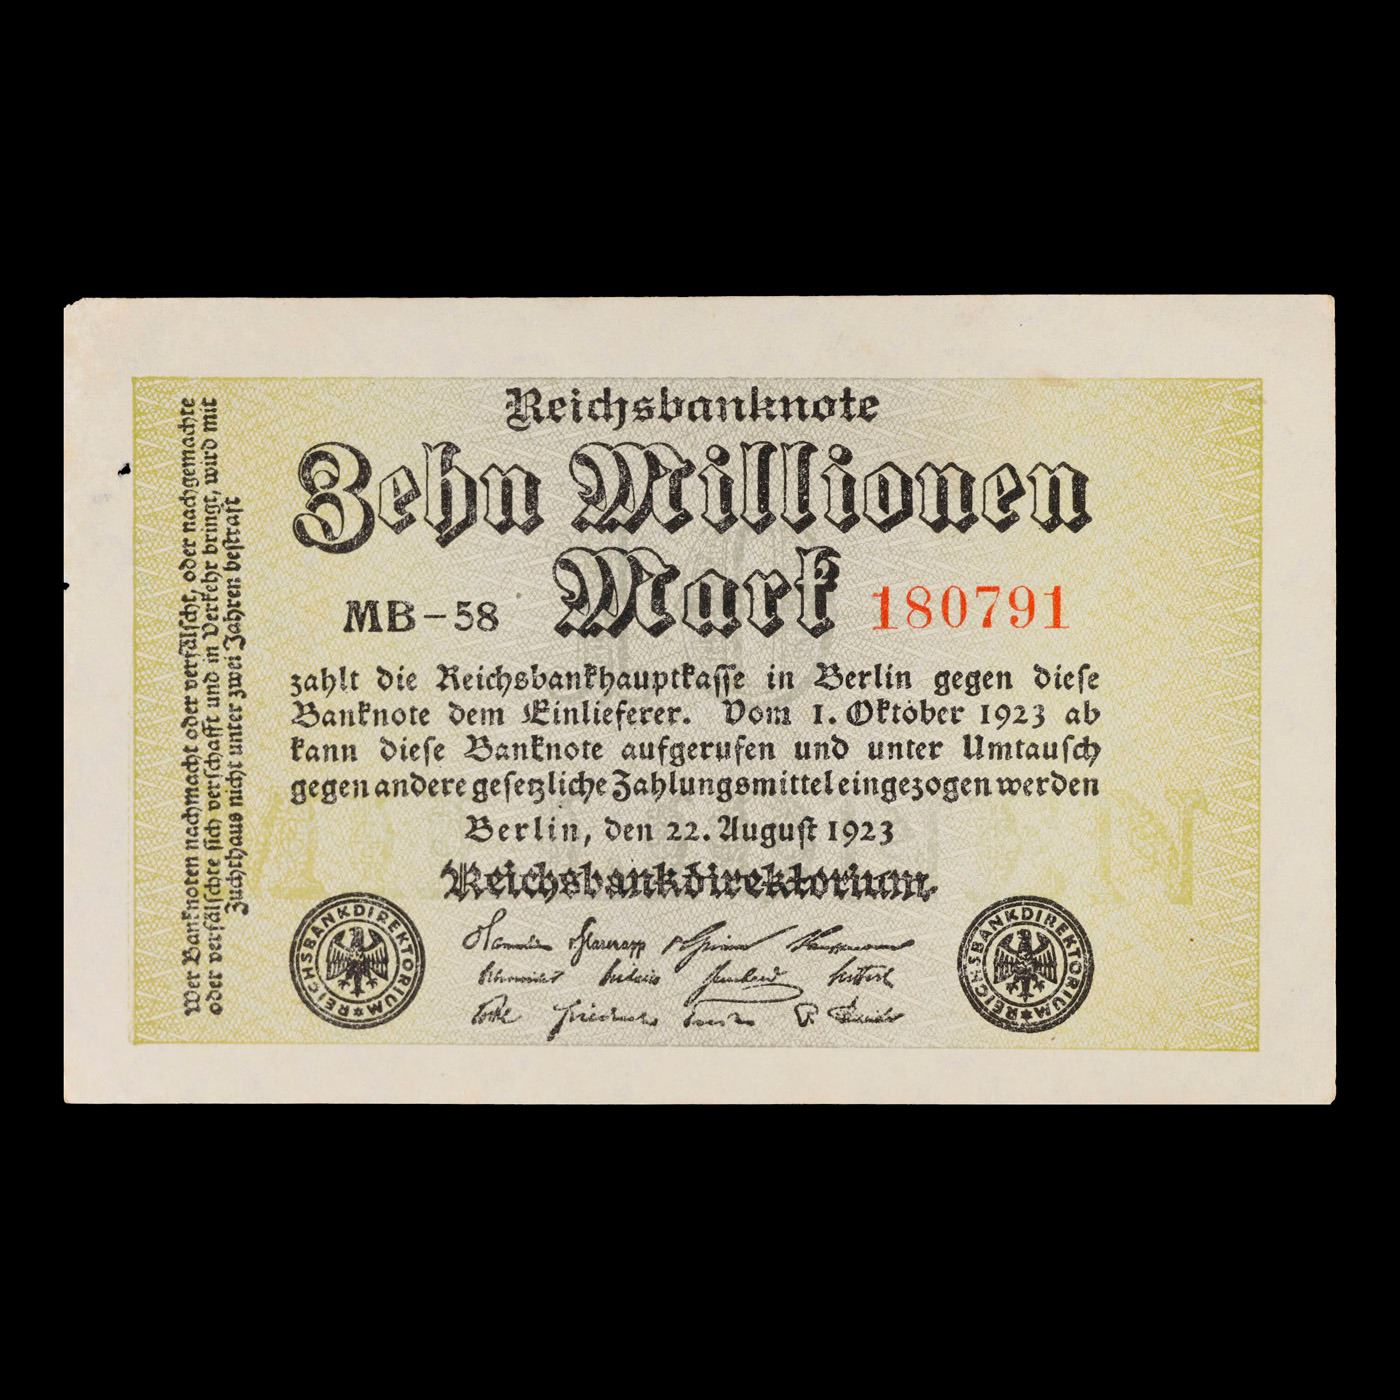 Reichsbanknote
Zehn Millionen
Mark
MB-58
180791
zahlt die Reichsbankhauptkasse in Berlin gegen diese
Banknote dem Einlieferer. Vom 1. Oktober 1923 ab
kann diese Banknote aufgerufen und unter Umtausch
gegen andere gesetzliche Zahlungsmittel eingezogen werden
Berlin, den 22. August 1923
Reichsbankdirektorium
REICHSBANKDIREKTORIUM
REICHSBANKDIREKTORIUM
Wer Banknoten nachmacht oder verfälscht, oder nachgemachte
oder verfälschte sich verschafft und in Verkehr bringt, wird mit
Zuchthaus nicht unter zwei Jahren bestraft